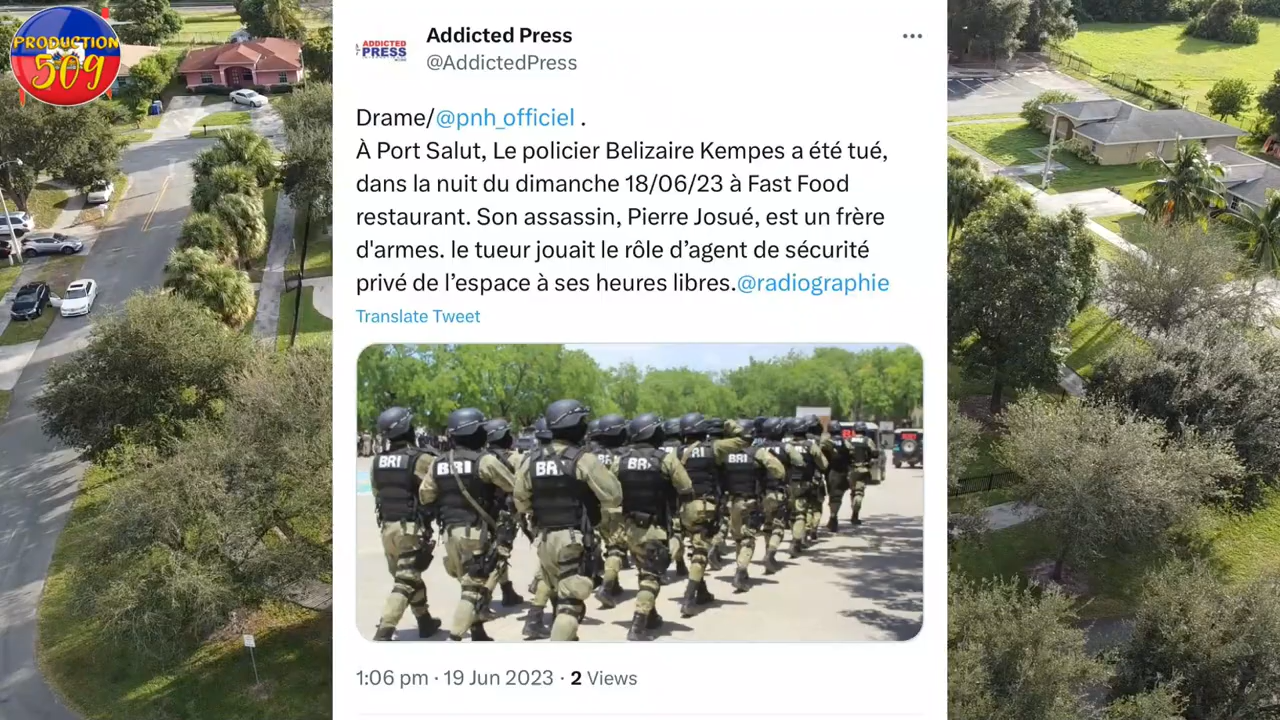 PRODUCTION
509
ADDICTED
PRESS
Addicted Press
@AddictedPress
Drame/@pnh_officiel .
À Port Salut, Le policier Belizaire Kempes a été tué,
dans la nuit du dimanche 18/06/23 à Fast Food
restaurant. Son assassin, Pierre Josué, est un frère
d'armes. le tueur jouait le rôle d’agent de sécurité
privé de l’espace à ses heures libres.@radiographie
Translate Tweet
BRI
BRI
BRI
1:06 pm · 19 Jun 2023 · 2 Views